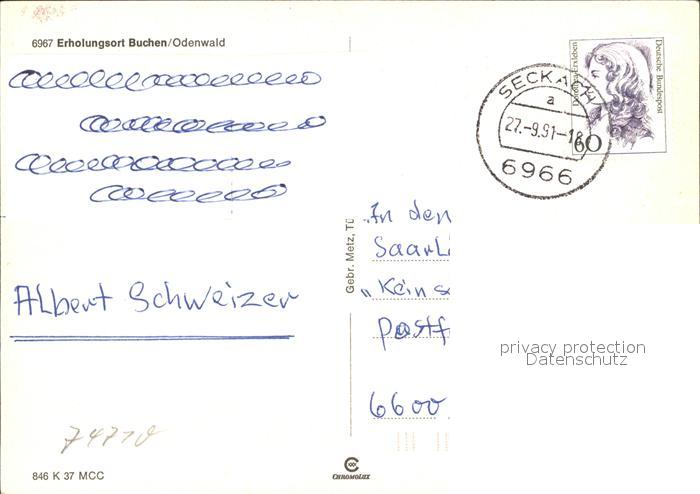 6967 Erholungsort Buchen/Odenwald
Deutsche Bundespost
SECKACH
a
27.-9.91-18
60
6966
Albert Schweizer
Gebr. Metz, Tü
"In den
SaarL
"Kein
Postf
6600
privacy protection
Datenschutz
74710
846 K 37 MCC
CHROMOLUX